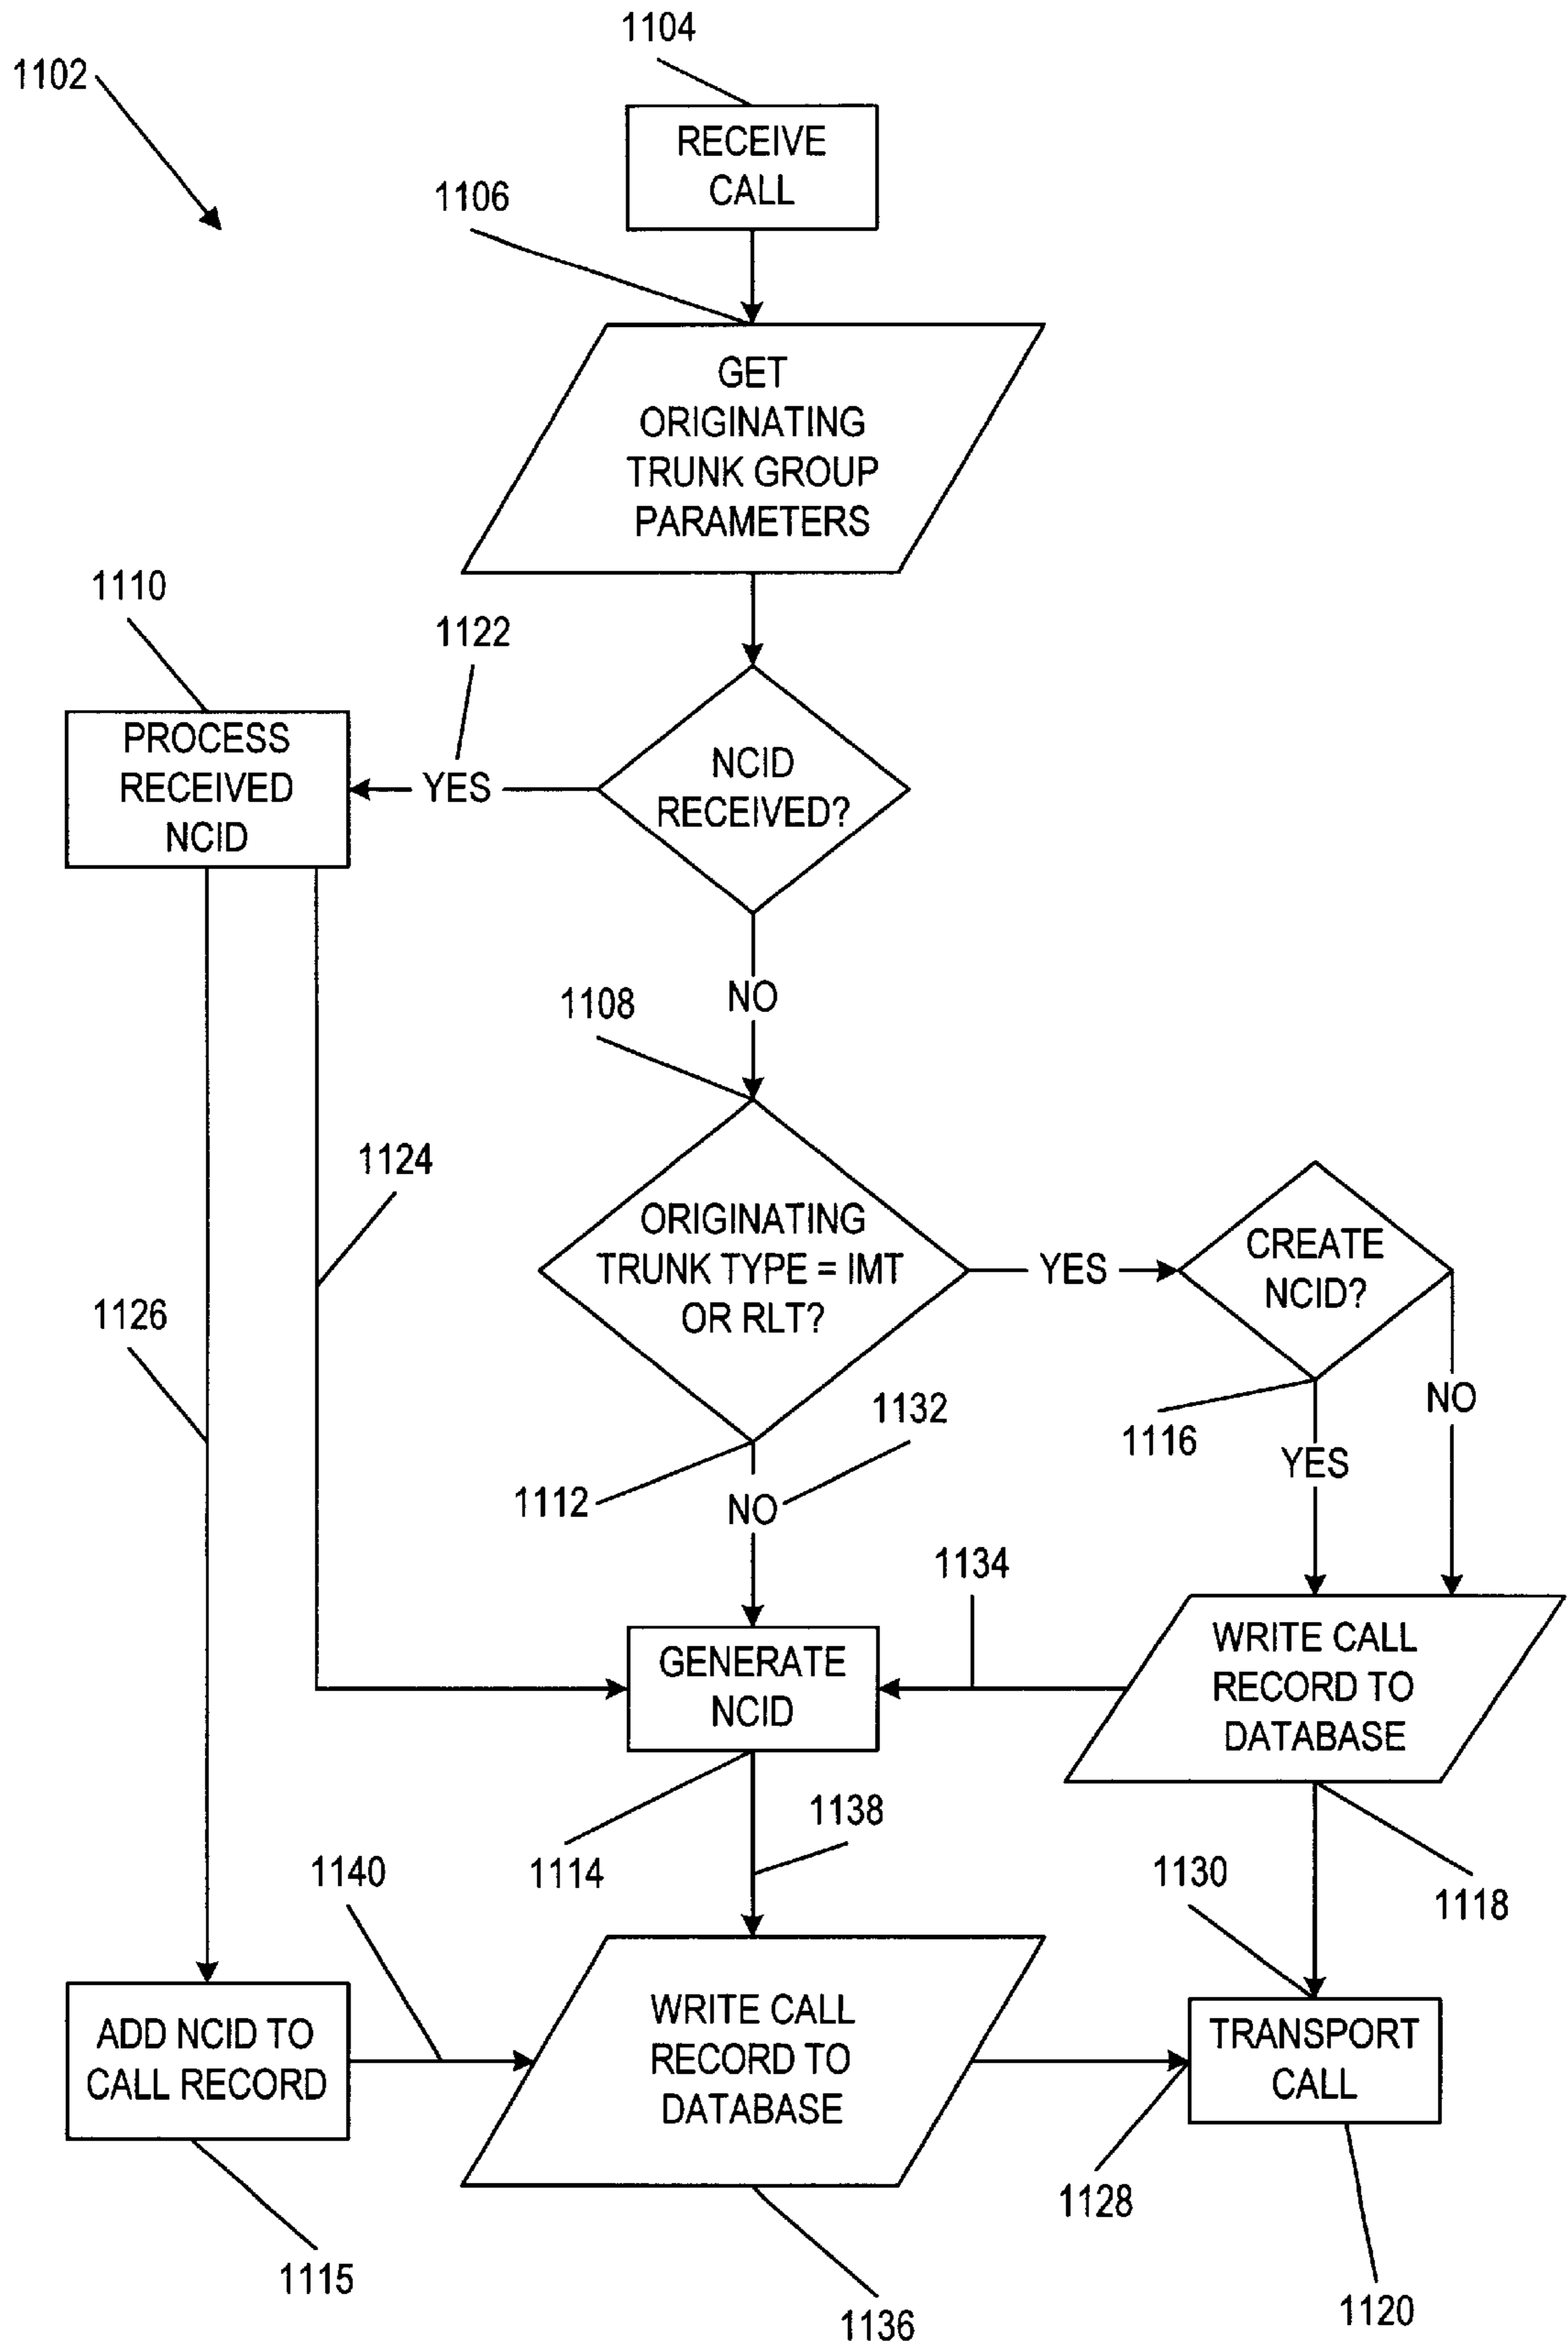 1104
1102
RECEIVE
CALL
1106
GET
ORIGINATING
TRUNK GROUP
PARAMETERS
1110
1122
PROCESS
RECEIVED
NCID
YES
NCID
RECEIVED?
NO
1108
1124
ORIGINATING
TRUNK TYPE = IMT
OR RLT?
YES
CREATE
NCID?
1126
NO
1132
1116
YES
1112
NO
1134
GENERATE
NCID
WRITE CALL
RECORD TO
DATABASE
1138
1114
1140
1130
1118
ADD NCID TO
CALL RECORD
WRITE CALL
RECORD TO
DATABASE
TRANSPORT
CALL
1128
1115
1136
1120